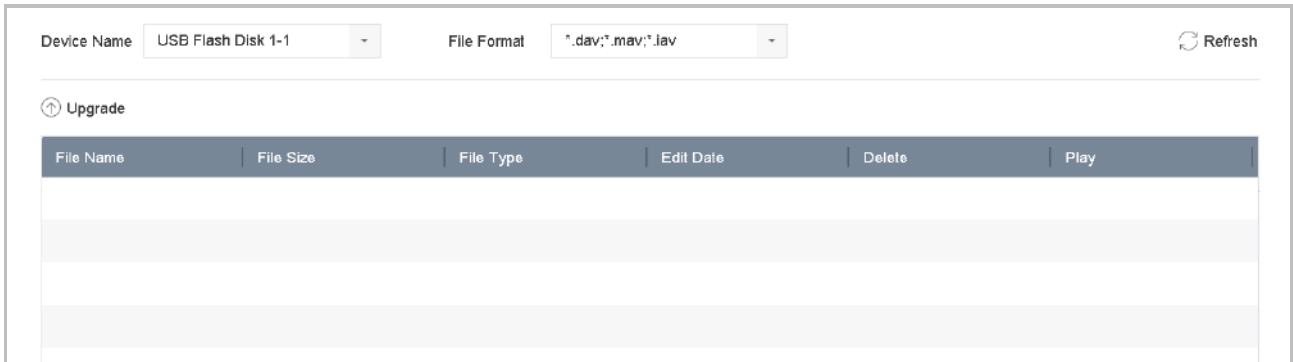 Device Name USB Flash Disk 1-1 File Format *.dav;*.mav;*.iav Refresh
Upgrade
File Name File Size File Type Edit Date Delete Play